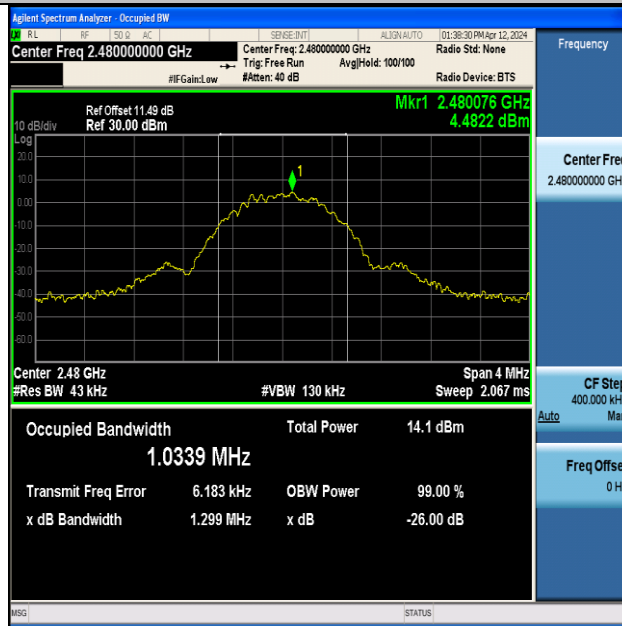 Agilent Spectrum Analyzer - Occupied BW
RL RF 50 Ω AC SENSE:INT ALIGN AUTO 01:38:30 PM Apr 12, 2024
Center Freq 2.480000000 GHz Center Freq: 2.480000000 GHz Radio Std: None
Trig: Free Run Avg|Hold: 100/100
#IFGain:Low #Atten: 40 dB Radio Device: BTS
Frequency
Ref Offset 11.49 dB Mkr1 2.480076 GHz
10 dB/div Ref 30.00 dBm 4.4822 dBm
Log
20.0
10.0
1
0.00
-10.0
-20.0
-30.0
-40.0
-50.0
-60.0
Center 2.48 GHz Span 4 MHz
#Res BW 43 kHz #VBW 130 kHz Sweep 2.067 ms
Occupied Bandwidth Total Power 14.1 dBm
1.0339 MHz
Transmit Freq Error 6.183 kHz OBW Power 99.00 %
x dB Bandwidth 1.299 MHz x dB -26.00 dB
Center Fre
2.480000000 GH
CF Step
400.000 kH
Auto Ma
Freq Offse
0 H
MSG STATUS